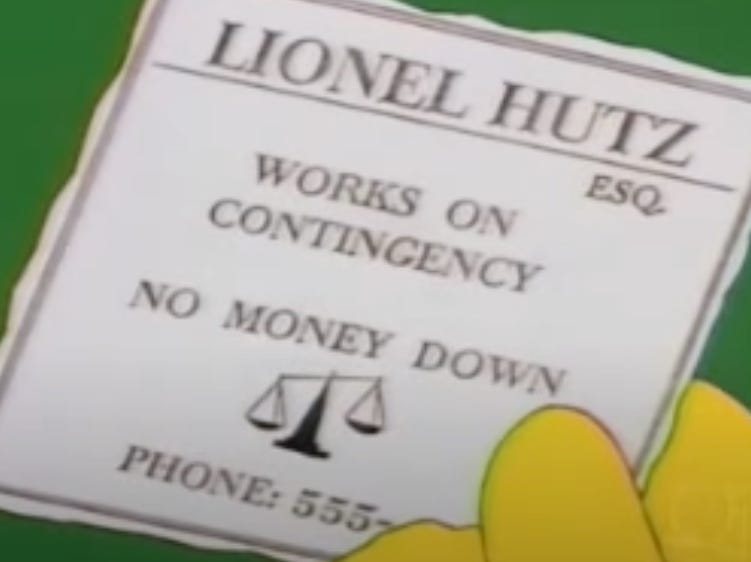 LIONEL HUTZ
ESQ.
WORKS ON
CONTINGENCY
NO MONEY DOWN
PHONE: 555-